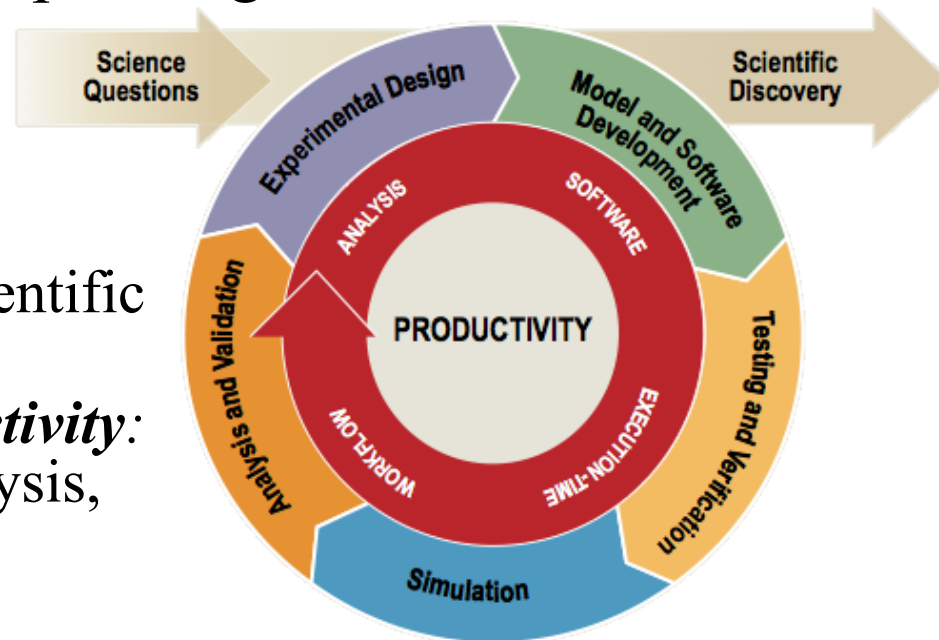 Science
Questions
Scientific
Discovery
Experimental Design
Model and Software
Development
Testing and Verification
Simulation
Analysis and Validation
ANALYSIS
SOFTWARE
EXECUTION-TIME
WORKFLOW
PRODUCTIVITY
entific
tivity:
ysis,